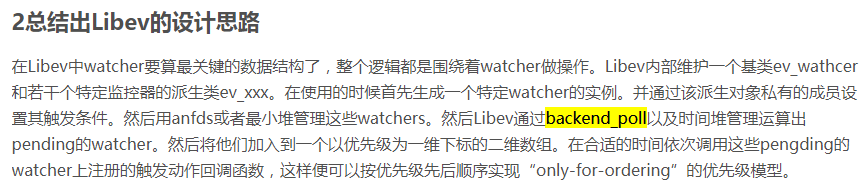 2总结出Libev的设计思路
在Libev中watcher要算最关键的数据结构了，整个逻辑都是围绕着watcher做操作。Libev内部维护一个基类ev_wathcer
和若干个特定监控器的派生类ev_xxx。在使用的时候首先生成一个特定watcher的实例。并通过该派生对象私有的成员设
置其触发条件。然后用anfds或者最小堆管理这些watchers。然后Libev通过backend_poll以及时间堆管理运算出
pending的watcher。然后将他们加入到一个以优先级为一维下标的二维数组。在合适的时间依次调用这些pengding的
watcher上注册的触发动作回调函数，这样便可以按优先级先后顺序实现“only-for-ordering”的优先级模型。